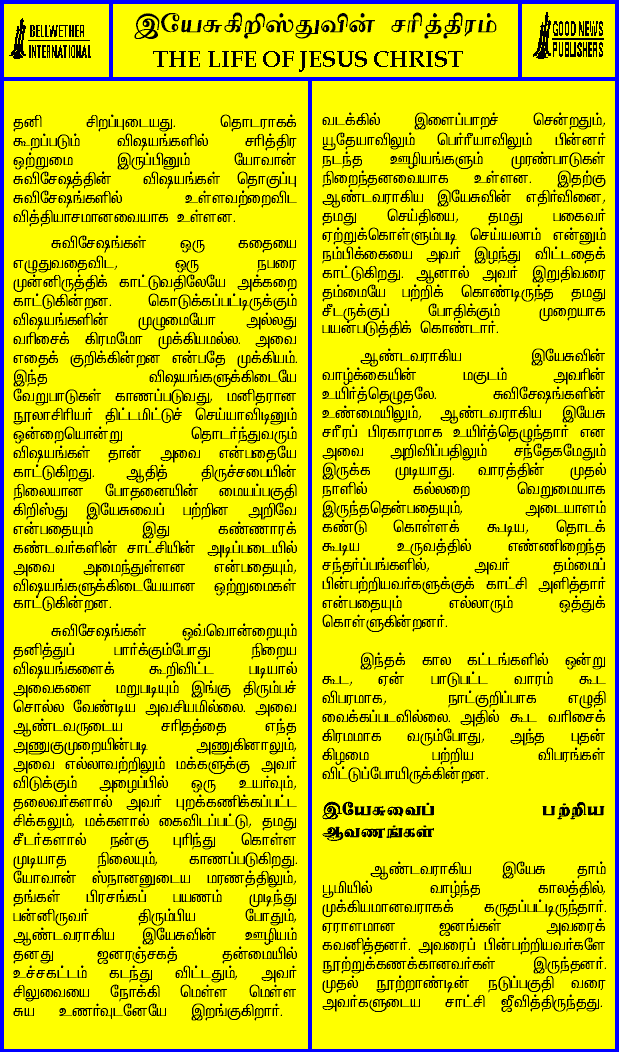 BELLWETHER
INTERNATIONAL
இயேசுகிறிஸ்துவின் சரித்திரம்
THE LIFE OF JESUS CHRIST
GOOD NEWS
PUBLISHERS
தனி சிறப்புடையது. தொடராகக்
கூறப்படும் விஷயங்களில் சரித்திர
ஒற்றுமை இருப்பினும் யோவான்
சுவிசேஷத்தின் விஷயங்கள் தொகுப்பு
சுவிசேஷங்களில் உள்ளவற்றைவிட
வித்தியாசமானவையாக உள்ளன.
சுவிசேஷங்கள் ஒரு கதையை
எழுதுவதைவிட, ஒரு நபரை
முன்னிருத்திக் காட்டுவதிலேயே அக்கறை
காட்டுகின்றன. கொடுக்கப்பட்டிருக்கும்
விஷயங்களின் முழுமையோ அல்லது
வரிசைக் கிரமமோ முக்கியமல்ல. அவை
எதைக் குறிக்கின்றன என்பதே முக்கியம்.
இந்த விஷயங்களுக்கிடையே
வேறுபாடுகள் காணப்படுவது, மனிதரான
நூலாசிரியர் திட்டமிட்டுச் செய்யாவிடினும்
ஒன்றையொன்று தொடர்ந்துவரும்
விஷயங்கள் தான் அவை என்பதையே
காட்டுகிறது. ஆதித் திருச்சபையின்
நிலையான போதனையின் மையப்பகுதி
கிறிஸ்து இயேசுவைப் பற்றின அறிவே
என்பதையும் இது கண்ணாரக்
கண்டவர்களின் சாட்சியின் அடிப்படையில்
அவை அமைந்துள்ளன என்பதையும்,
விஷயங்களுக்கிடையேயான ஒற்றுமைகள்
காட்டுகின்றன.
சுவிசேஷங்கள் ஒவ்வொன்றையும்
தனித்துப் பார்க்கும்போது நிறைய
விஷயங்களைக் கூறிவிட்ட படியால்
அவைகளை மறுபடியும் இங்கு திரும்பச்
சொல்ல வேண்டிய அவசியமில்லை. அவை
ஆண்டவருடைய சரிதத்தை எந்த
அணுகுமுறையின்படி அணுகினாலும்,
அவை எல்லாவற்றிலும் மக்களுக்கு அவர்
விடுக்கும் அழைப்பில் ஒரு உயர்வும்,
தலைவர்களால் அவர் புறக்கணிக்கப்பட்ட
சிக்கலும், மக்களால் கைவிடப்பட்டு, தமது
சீடர்களால் நன்கு புரிந்து கொள்ள
முடியாத நிலையும், காணப்படுகிறது.
யோவான் ஸ்நானனுடைய மரணத்திலும்,
தங்கள் பிரசங்கப் பயணம் முடிந்து
பன்னிருவர் திரும்பிய போதும்,
ஆண்டவராகிய இயேசுவின் ஊழியம்
தனது ஜனரஞ்சகத் தன்மையில்
உச்சகட்டம் கடந்து விட்டதும், அவர்
சிலுவையை நோக்கி மெள்ள மெள்ள
சுய உணர்வுடனேயே இறங்குகிறார்.
வடக்கில் இளைப்பாறச் சென்றதும்,
யூதேயாவிலும் பெர்ரீயாவிலும் பின்னர்
நடந்த ஊழியங்களும் முரண்பாடுகள்
நிறைந்தனவையாக உள்ளன. இதற்கு
ஆண்டவராகிய இயேசுவின் எதிர்வினை,
தமது செய்தியை, தமது பகைவர்
ஏற்றுக்கொள்ளும்படி செய்யலாம் என்னும்
நம்பிக்கையை அவர் இழந்து விட்டதைக்
காட்டுகிறது. ஆனால் அவர் இறுதிவரை
தம்மையே பற்றிக் கொண்டிருந்த தமது
சீடருக்குப் போதிக்கும் முறையாக
பயன்படுத்திக் கொண்டார்.
ஆண்டவராகிய இயேசுவின்
வாழ்க்கையின் மகுடம் அவரின்
உயிர்த்தெழுதலே. சுவிசேஷங்களின்
உண்மையிலும், ஆண்டவராகிய இயேசு
சரீரப் பிரகாரமாக உயிர்த்தெழுந்தார் என
அவை அறிவிப்பதிலும் சந்தேகமேதும்
இருக்க முடியாது. வாரத்தின் முதல்
நாளில் கல்லறை வெறுமையாக
இருந்ததென்பதையும், அடையாளம்
கண்டு கொள்ளக் கூடிய, தொடக்
கூடிய உருவத்தில் எண்ணிறைந்த
சந்தர்ப்பங்களில், அவர் தம்மைப்
பின்பற்றியவர்களுக்குக் காட்சி அளித்தார்
என்பதையும் எல்லாரும் ஒத்துக்
கொள்ளுகின்றனர்.
இந்தக் கால கட்டங்களில் ஒன்று
கூட, ஏன் பாடுபட்ட வாரம் கூட
விபரமாக, நாட்குறிப்பாக எழுதி
வைக்கப்படவில்லை. அதில் கூட வரிசைக்
கிரமமாக வரும்போது, அந்த புதன்
கிழமை பற்றிய விபரங்கள்
விட்டுப்போயிருக்கின்றன.
இயேசுவைப் பற்றிய
ஆவணங்கள்
ஆண்டவராகிய இயேசு தாம்
பூமியில் வாழ்ந்த காலத்தில்,
முக்கியமானவராகக் கருதப்பட்டிருந்தார்.
ஏராளமான ஜனங்கள் அவரைக்
கவனித்தனர். அவரைப் பின்பற்றியவர்களே
நூற்றுக்கணக்கானவர்கள் இருந்தனர்.
முதல் நூற்றாண்டின் நடுப்பகுதி வரை
அவர்களுடைய சாட்சி ஜீவித்திருந்தது.